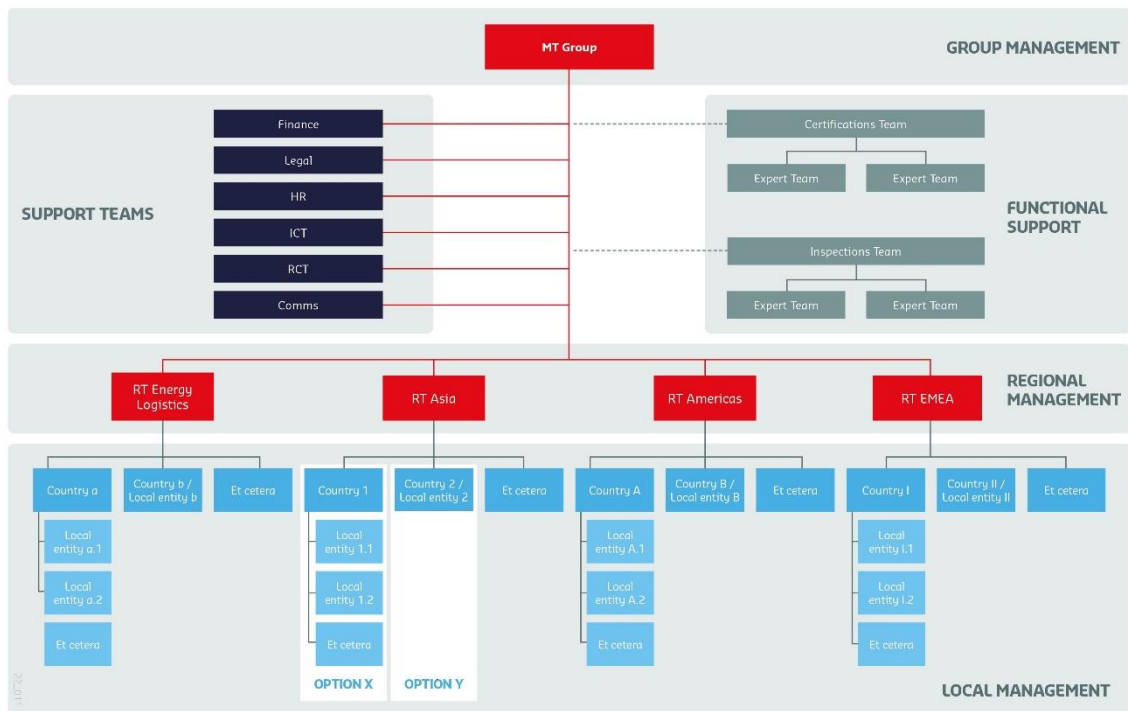 MT Group
GROUP MANAGEMENT
SUPPORT TEAMS
Finance
Legal
HR
ICT
RCT
Comms
Certifications Team
Expert Team
Expert Team
Inspections Team
Expert Team
Expert Team
FUNCTIONAL
SUPPORT
RT Energy
Logistics
RT Asia
RT Americas
RT EMEA
REGIONAL
MANAGEMENT
Country a
Country b /
Local entity b
Et cetera
Local
entity a.1
Local
entity a.2
Et cetera
Country 1
Country 2 /
Local entity 2
Et cetera
Local
entity 1.1
Local
entity 1.2
Et cetera
OPTION X
OPTION Y
Country A
Country B /
Local entity B
Et cetera
Local
entity A.1
Local
entity A.2
Et cetera
Country I
Country II /
Local entity II
Et cetera
Local
entity I.1
Local
entity I.2
Et cetera
LOCAL MANAGEMENT